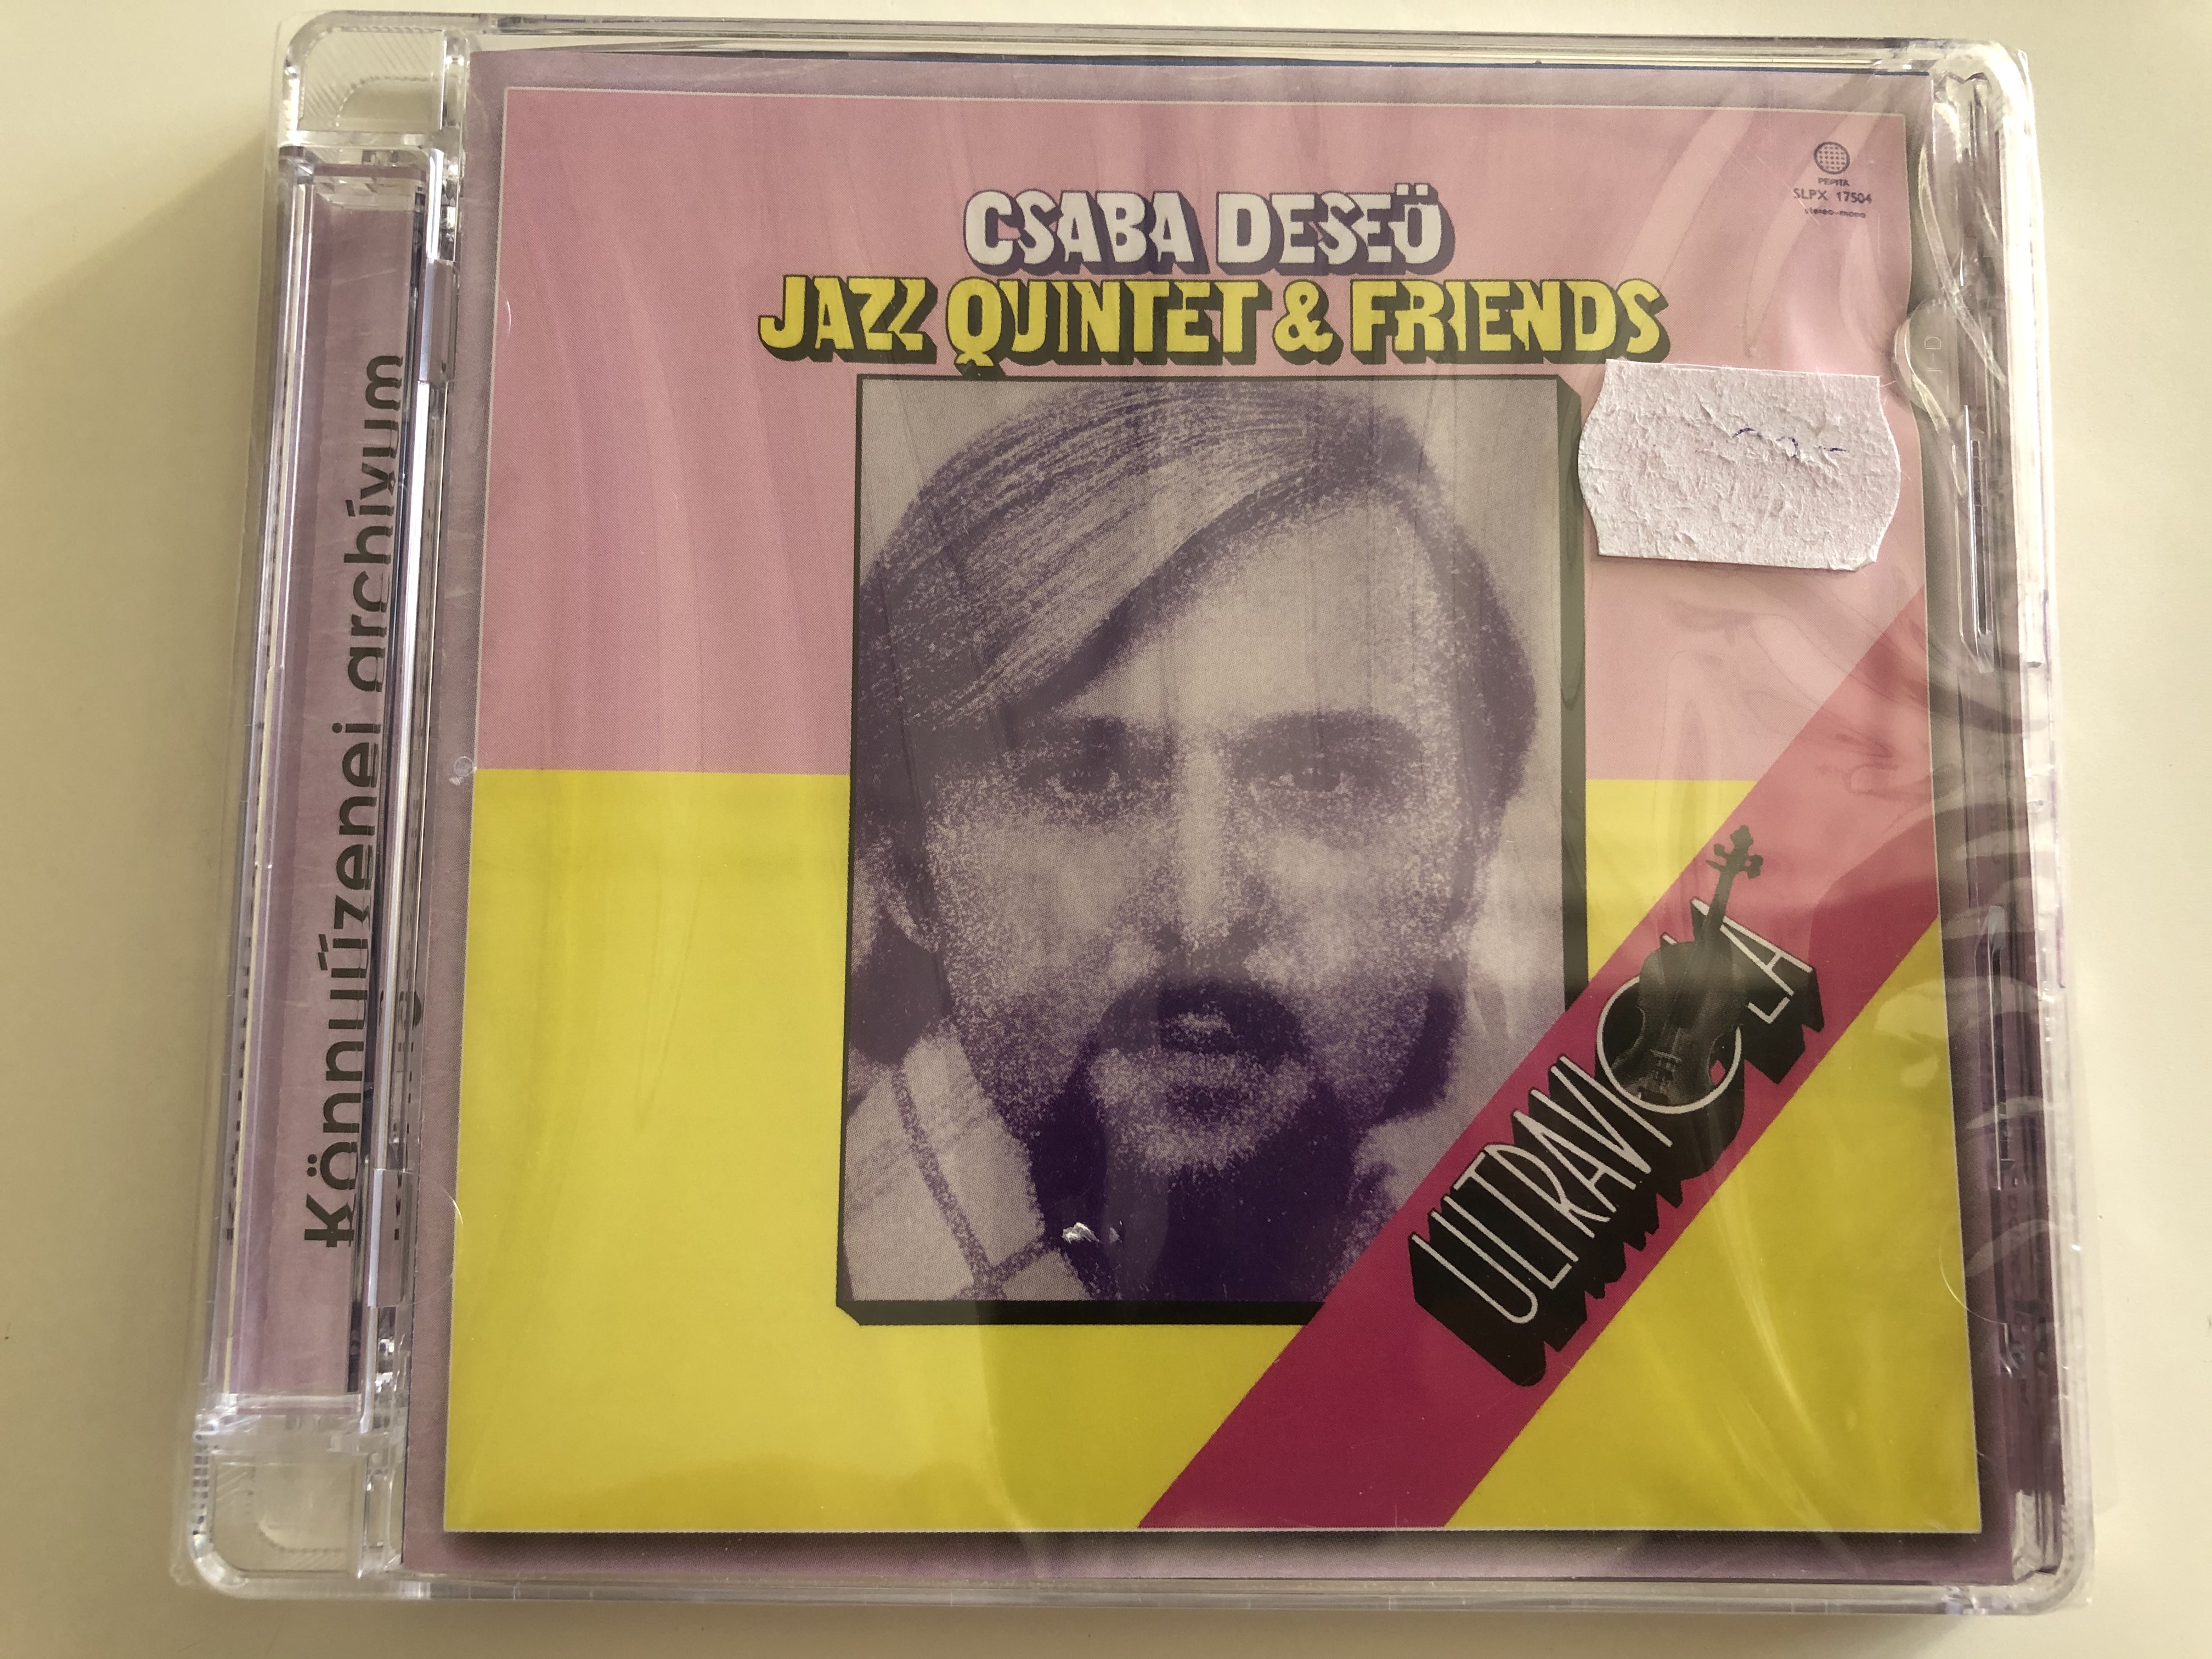 CSABA DESEÖ
JAZZ QUINTET & FRIENDS
PEPITA
SLPX 17504
stereo-mono
ULTRAVIOLA
Könnyűzenei archívum